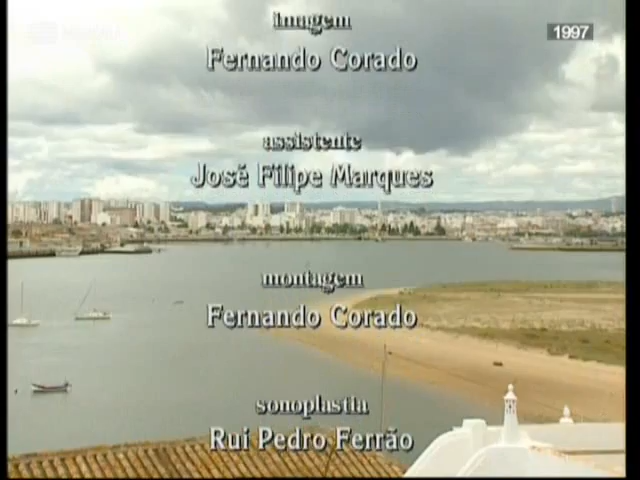 imagem
1997
Fernando Corado
assistente
José Filipe Marques
montagem
Fernando Corado
sonoplastia
Rui Pedro Ferrão